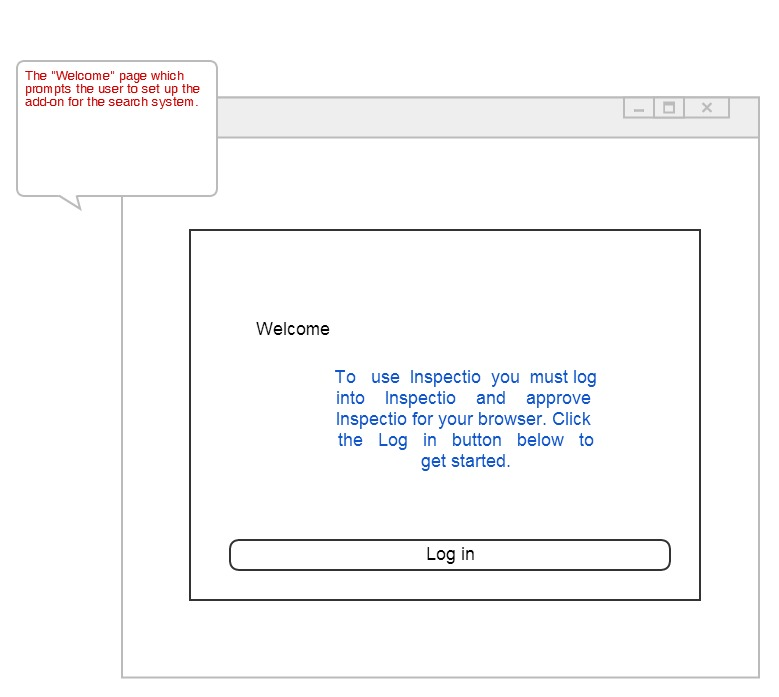 The "Welcome" page which
prompts the user to set up the
add-on for the search system.
Welcome
To use Inspectio you must log
into Inspectio and approve
Inspectio for your browser. Click
the Log in button below to
get started.
Log in